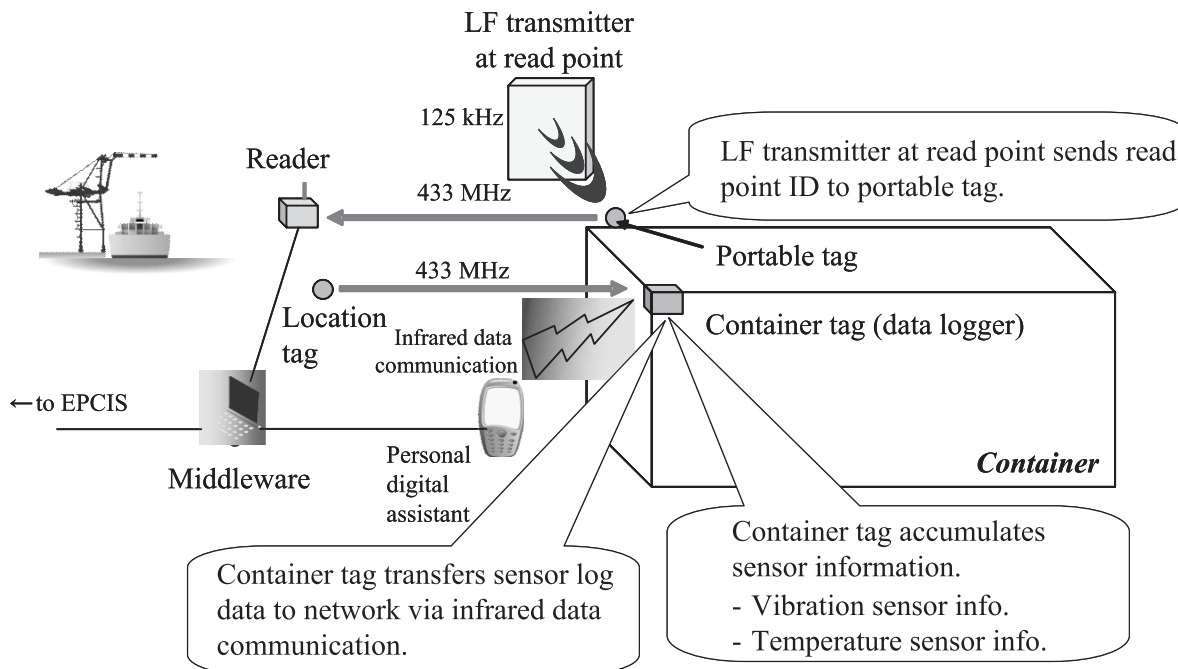 LF transmitter
at read point
125 kHz
LF transmitter at read point sends read
point ID to portable tag.
Reader
433 MHz
Portable tag
433 MHz
Location
tag
Infrared data
communication
Container tag (data logger)
←to EPCIS
Middleware
Personal
digital
assistant
Container
Container tag transfers sensor log
data to network via infrared data
communication.
Container tag accumulates
sensor information.
- Vibration sensor info.
- Temperature sensor info.